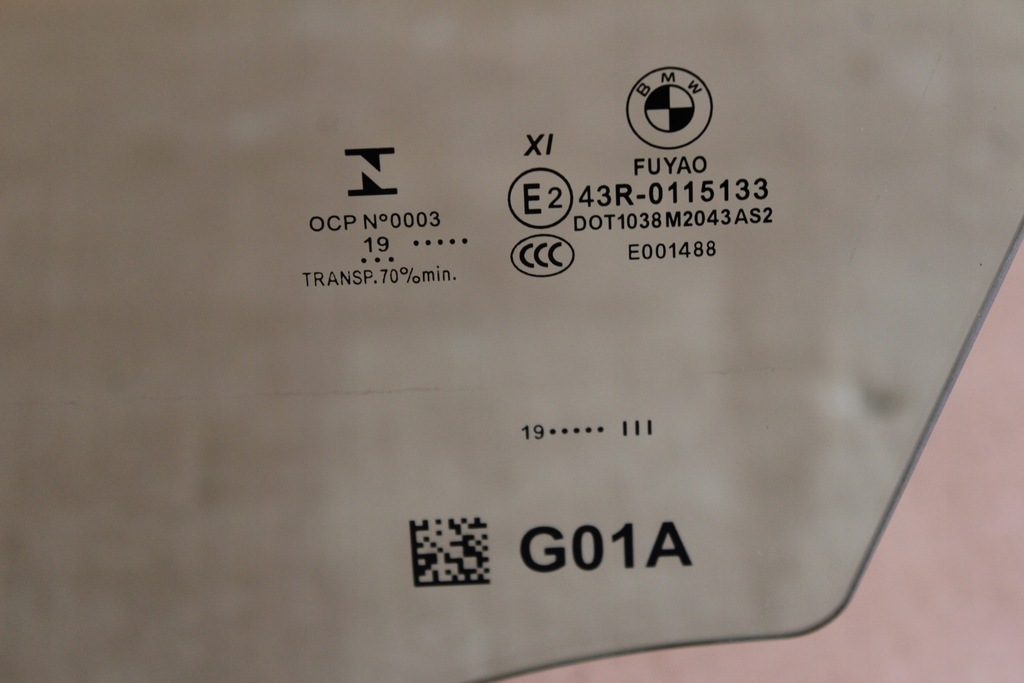 BMW
FUYAO
XI
E2 43R-0115133
DOT1038 M2043 AS2
CCC E001488
OCP Nº0003
19 •••••
•••
TRANSP.70%min.
19••••• III
G01A